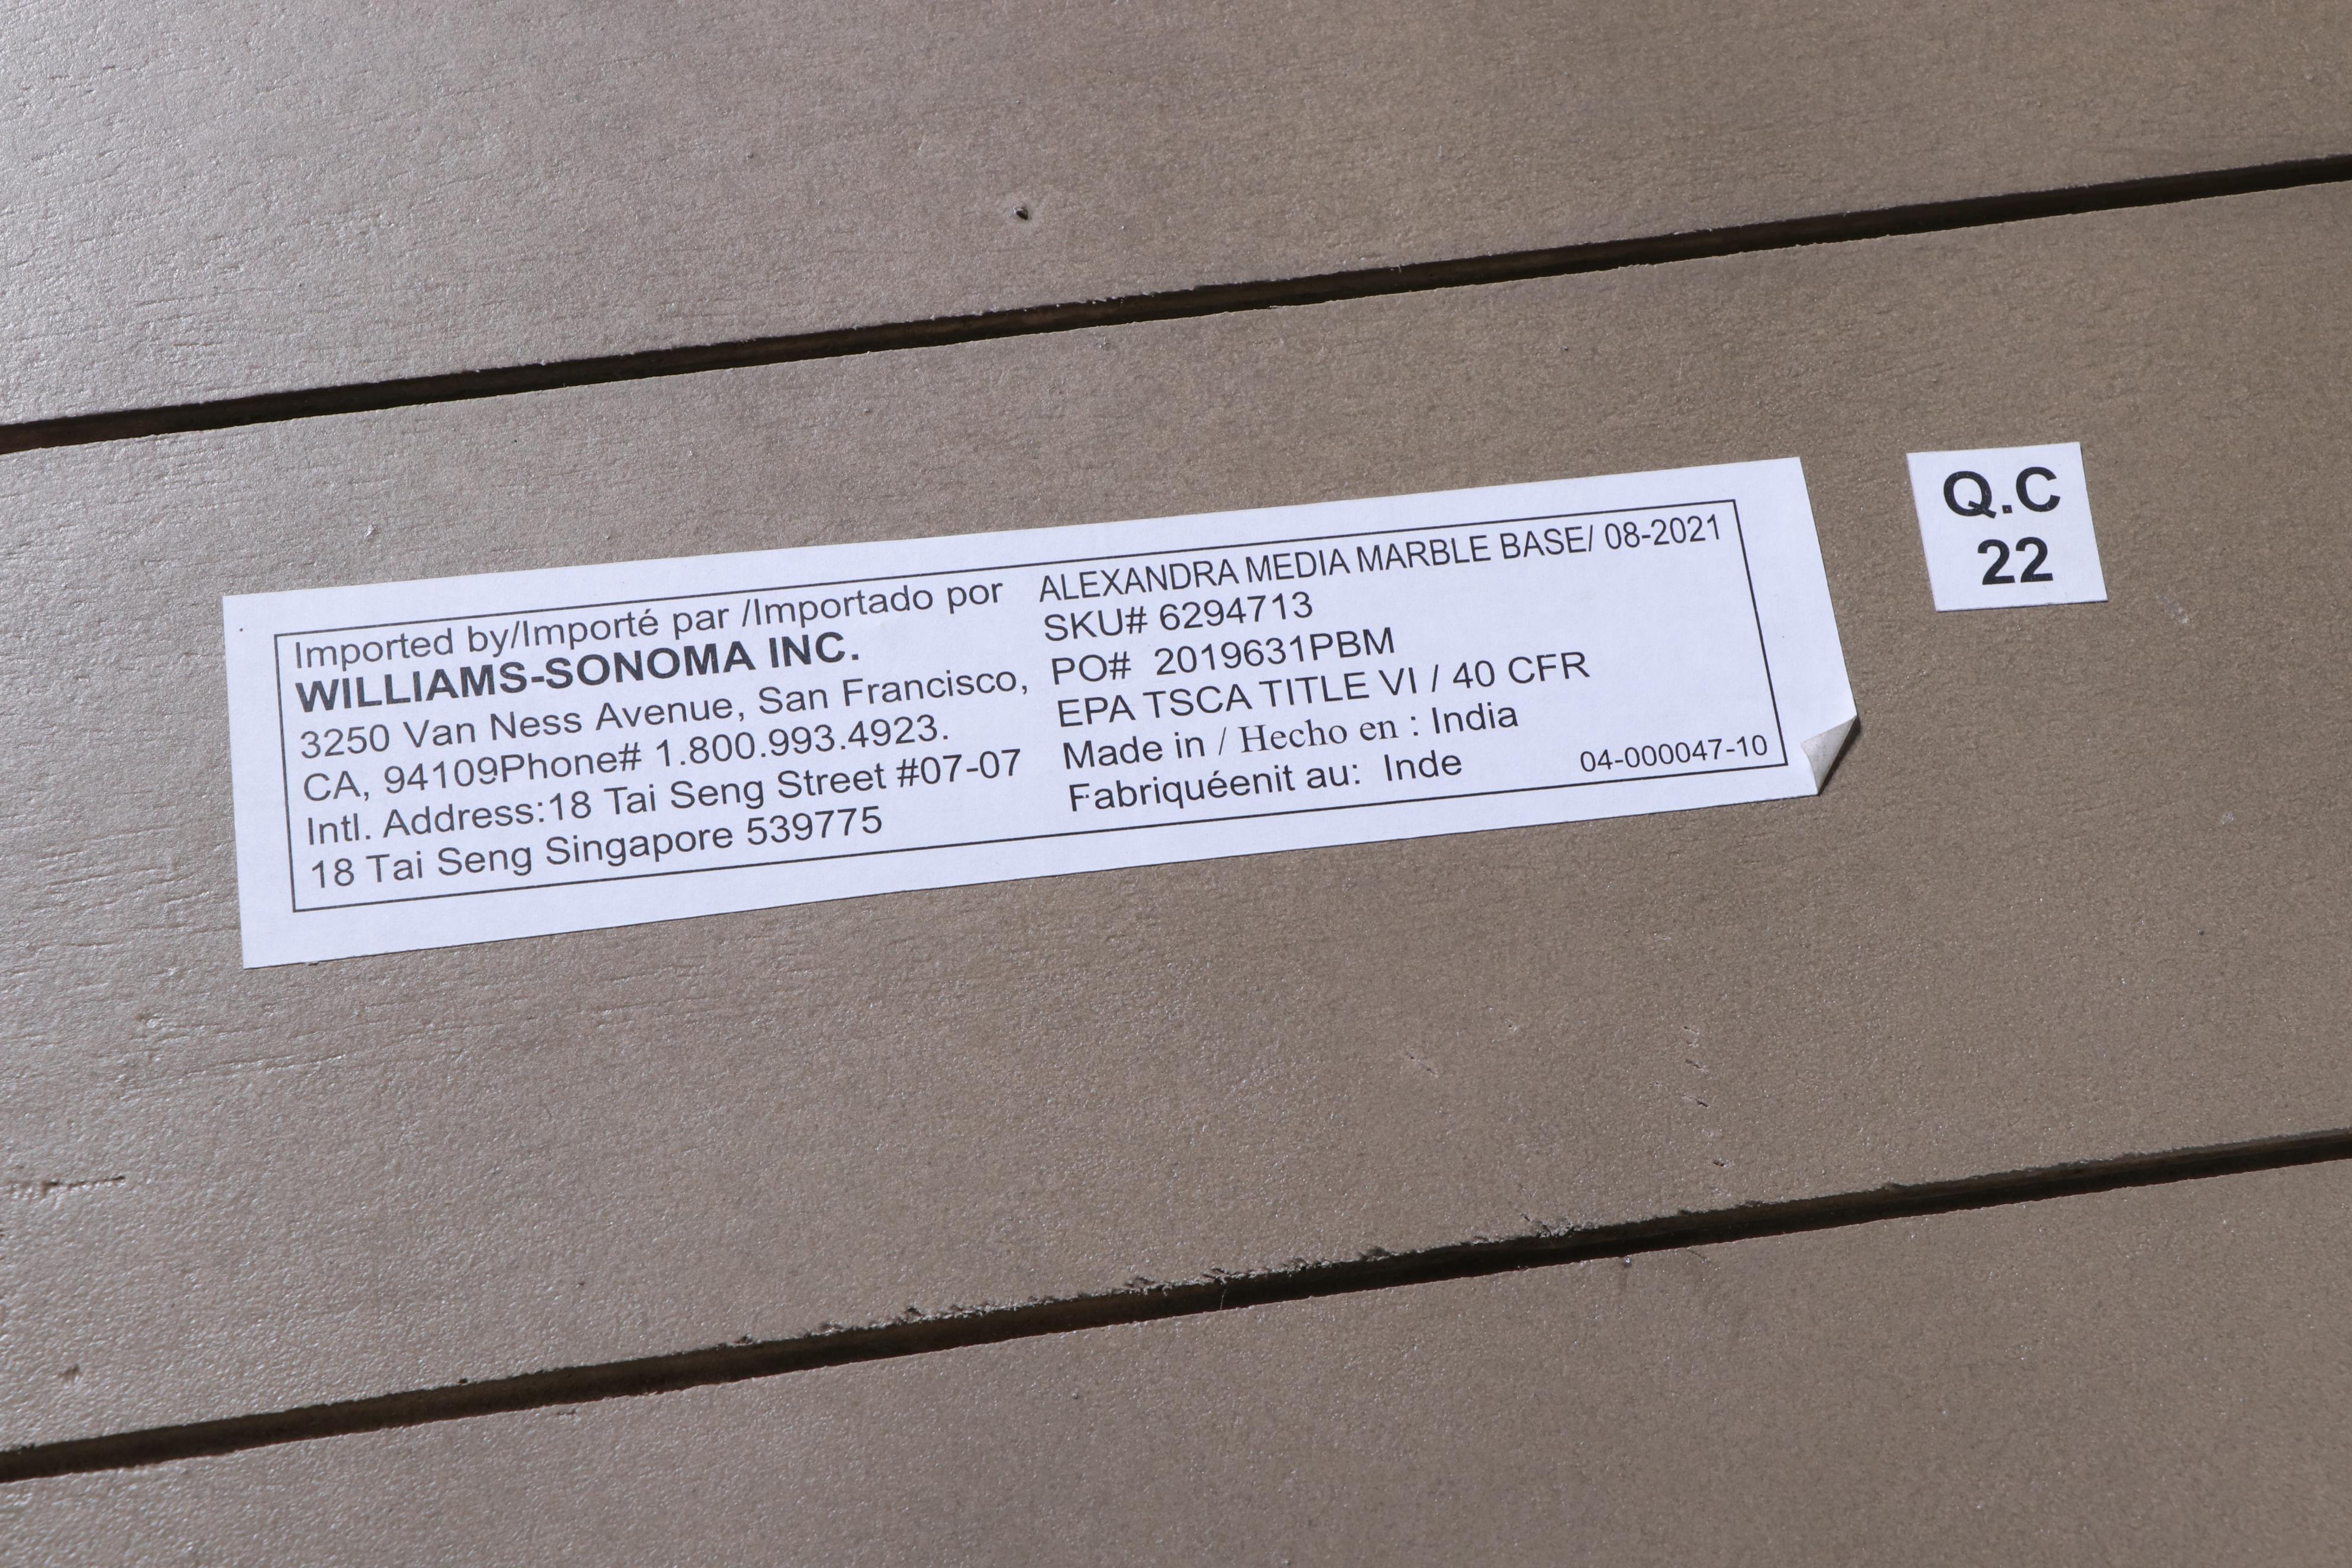 Imported by/Importé par /Importado por
WILLIAMS-SONOMA INC.
3250 Van Ness Avenue, San Francisco,
CA, 94109Phone# 1.800.993.4923.
Intl. Address:18 Tai Seng Street #07-07
18 Tai Seng Singapore 539775
ALEXANDRA MEDIA MARBLE BASE/ 08-2021
SKU# 6294713
PO# 2019631PBM
EPA TSCA TITLE VI / 40 CFR
Made in / Hecho en : India
Fabriquéenit au: Inde
04-000047-10
Q.C
22